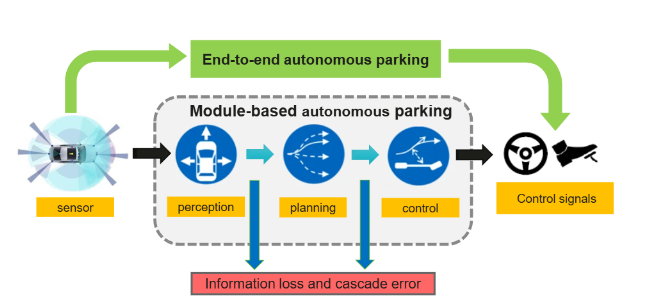 End-to-end autonomous parking
Module-based autonomous parking
sensor
perception
planning
control
Control signals
Information loss and cascade error